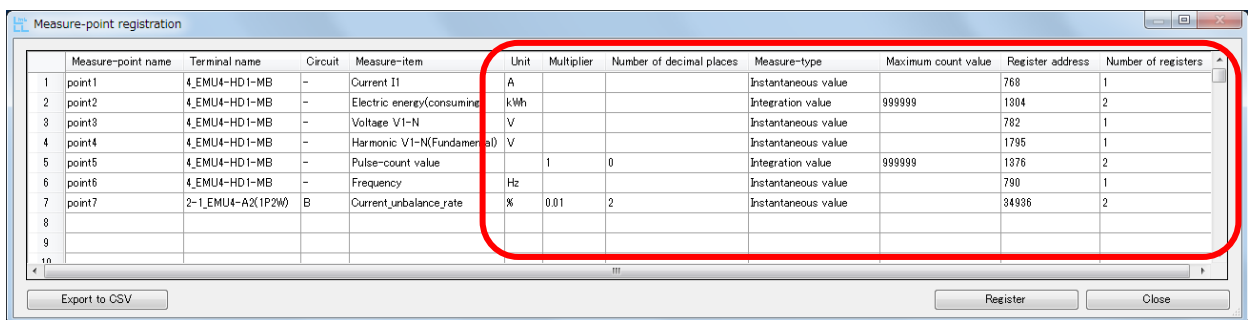 Measure-point registration
Measure-point name Terminal name Circuit Measure-item Unit Multiplier Number of decimal places Measure-type Maximum count value Register address Number of registers
1 point1 4_EMU4-HD1-MB - Current I1 A Instantaneous value 768 1
2 point2 4_EMU4-HD1-MB - Electric energy(consuming kWh Integration value 999999 1304 2
3 point3 4_EMU4-HD1-MB - Voltage V1-N V Instantaneous value 782 1
4 point4 4_EMU4-HD1-MB - Harmonic V1-N(Fundamental) V Instantaneous value 1795 1
5 point5 4_EMU4-HD1-MB - Pulse-count value 1 0 Integration value 999999 1376 2
6 point6 4_EMU4-HD1-MB - Frequency Hz Instantaneous value 790 1
7 point7 2-1_EMU4-A2(1P2W) B Current_unbalance_rate % 0.01 2 Instantaneous value 34936 2
8
9
10
Export to CSV Register Close